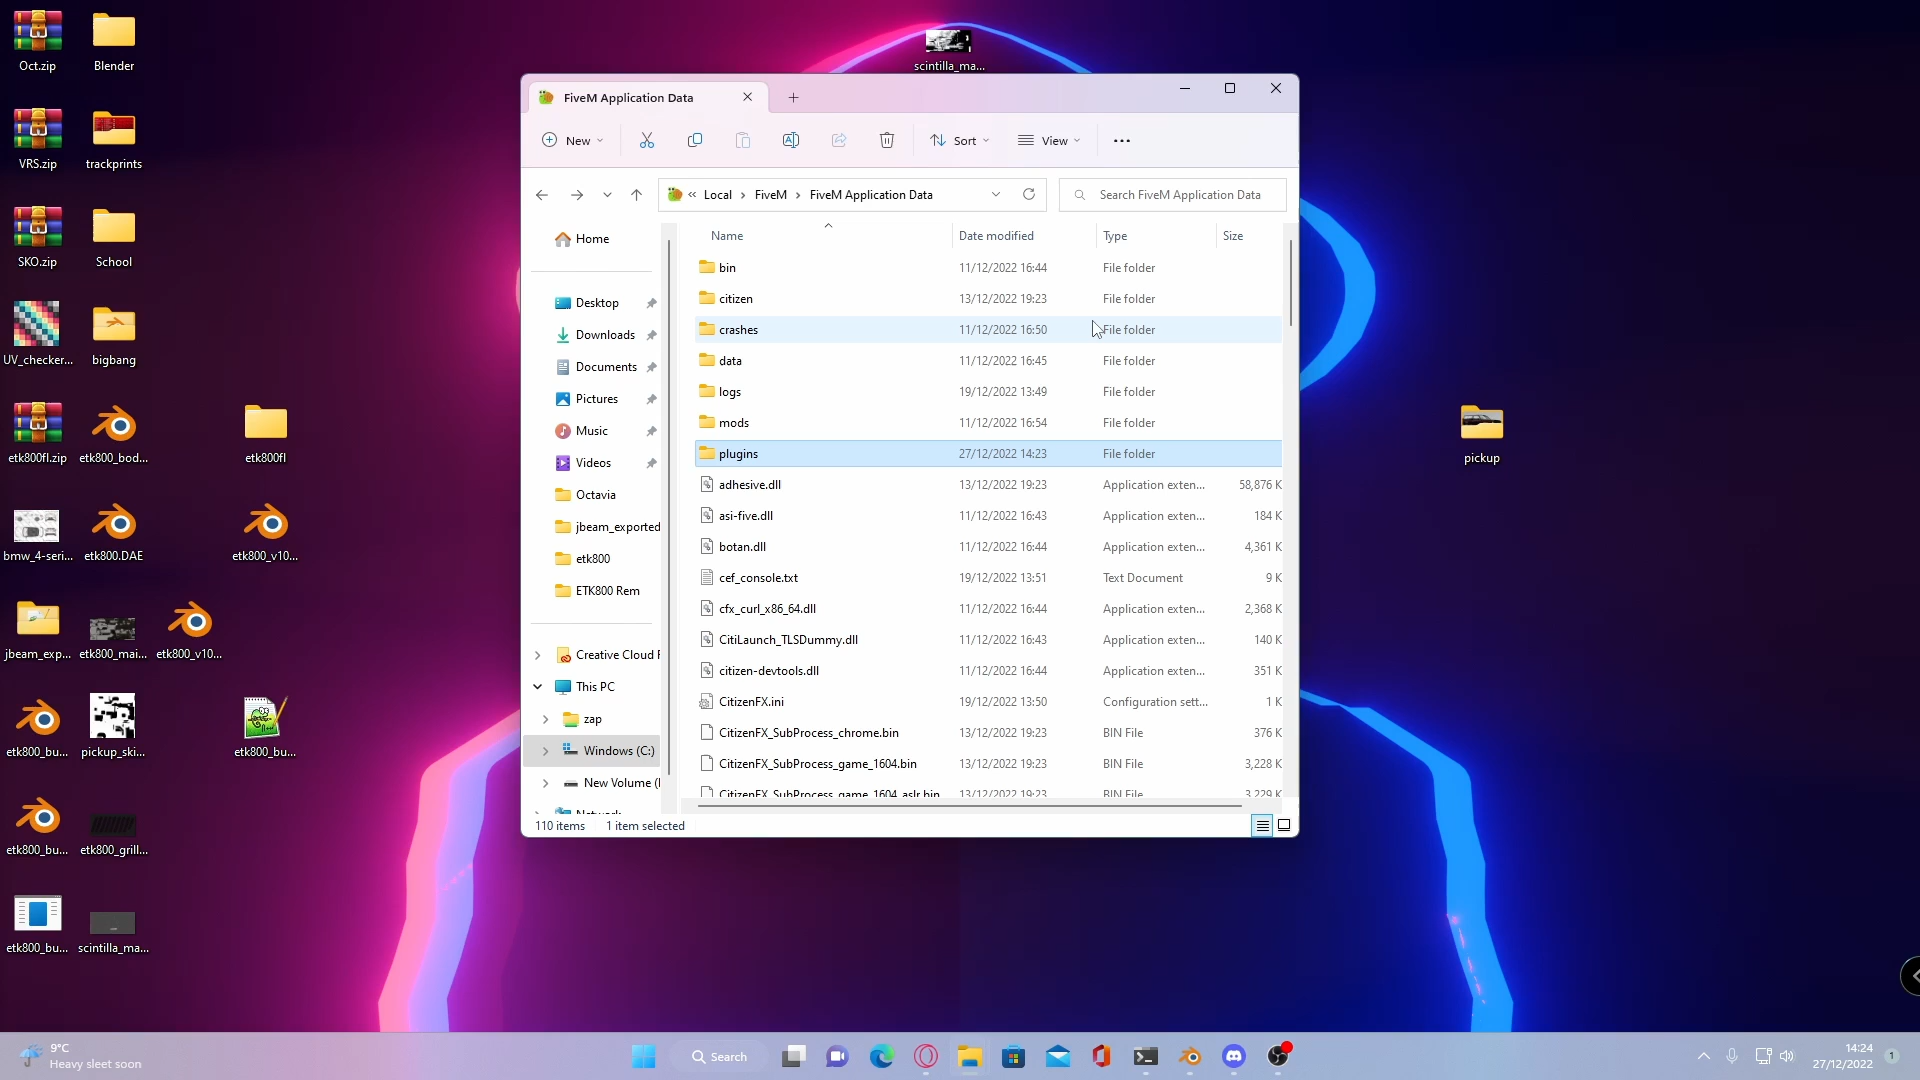 Oct.zip
Blender
VRS.zip
trackprints
SKO.zip
School
UV_checker...
bigbang
etk800fl.zip
etk800_bod...
etk800fl
bmw_4-seri...
etk800.DAE
etk800_v10...
jbeam_exp...
etk800_mai...
etk800_v10...
etk800_bu...
pickup_ski...
etk800_bu...
etk800_bu...
etk800_grill...
etk800_bu...
scintilla_ma...
scintilla_ma...
pickup
FiveM Application Data
New
Sort
View
« Local › FiveM › FiveM Application Data
Search FiveM Application Data
Home
Desktop
Downloads
Documents
Pictures
Music
Videos
Octavia
jbeam_exported
etk800
ETK800 Rem
Creative Cloud F
This PC
zap
Windows (C:)
New Volume (
Network
Name Date modified Type Size
bin 11/12/2022 16:44 File folder
citizen 13/12/2022 19:23 File folder
crashes 11/12/2022 16:50 File folder
data 11/12/2022 16:45 File folder
logs 19/12/2022 13:49 File folder
mods 11/12/2022 16:54 File folder
plugins 27/12/2022 14:23 File folder
adhesive.dll 13/12/2022 19:23 Application exten... 58,876 K
asi-five.dll 11/12/2022 16:43 Application exten... 184 K
botan.dll 11/12/2022 16:44 Application exten... 4,361 K
cef_console.txt 19/12/2022 13:51 Text Document 9 K
cfx_curl_x86_64.dll 11/12/2022 16:44 Application exten... 2,368 K
CitiLaunch_TLSDummy.dll 11/12/2022 16:43 Application exten... 140 K
citizen-devtools.dll 11/12/2022 16:44 Application exten... 351 K
CitizenFX.ini 19/12/2022 13:50 Configuration sett... 1 K
CitizenFX_SubProcess_chrome.bin 13/12/2022 19:23 BIN File 376 K
CitizenFX_SubProcess_game_1604.bin 13/12/2022 19:23 BIN File 3,228 K
CitizenFX_SubProcess_game_1604_aslr.bin 13/12/2022 19:23 BIN File 3,229 K
110 items 1 item selected
9°C
Heavy sleet soon
Search
14:24
27/12/2022
1